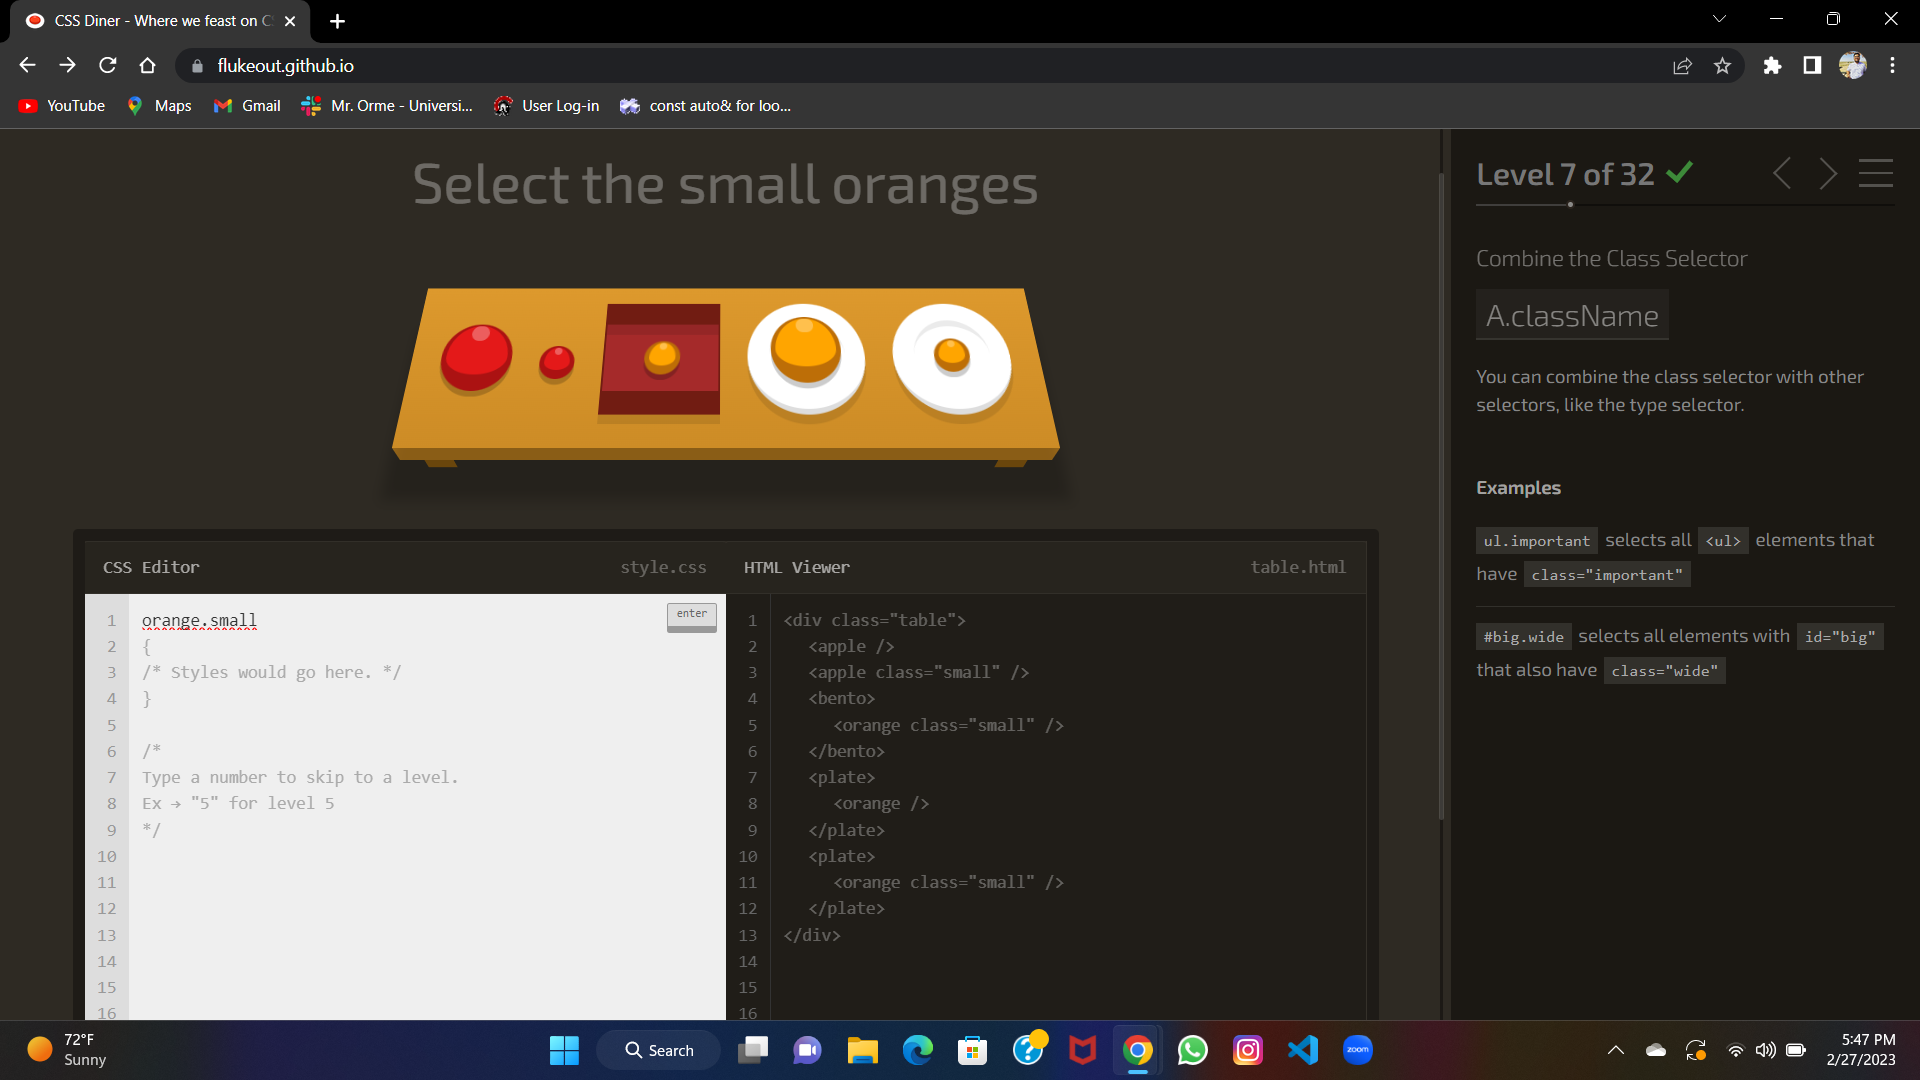 CSS Diner - Where we feast on C
flukeout.github.io
YouTube
Maps
Gmail
Mr. Orme - Universi...
User Log-in
const auto& for loo...
Select the small oranges
Level 7 of 32
Combine the Class Selector
A.className
You can combine the class selector with other
selectors, like the type selector.
Examples
ul.important selects all <ul> elements that
have class="important"
#big.wide selects all elements with id="big"
that also have class="wide"
CSS Editor
style.css
1 orange.small
enter
2 {
3 /* Styles would go here. */
4 }
5
6 /*
7 Type a number to skip to a level.
8 Ex → "5" for level 5
9 */
10
11
12
13
14
15
16
HTML Viewer
table.html
1 <div class="table">
2 <apple />
3 <apple class="small" />
4 <bento>
5 <orange class="small" />
6 </bento>
7 <plate>
8 <orange />
9 </plate>
10 <plate>
11 <orange class="small" />
12 </plate>
13 </div>
14
15
16
72°F
Sunny
Search
zoom
5:47 PM
2/27/2023